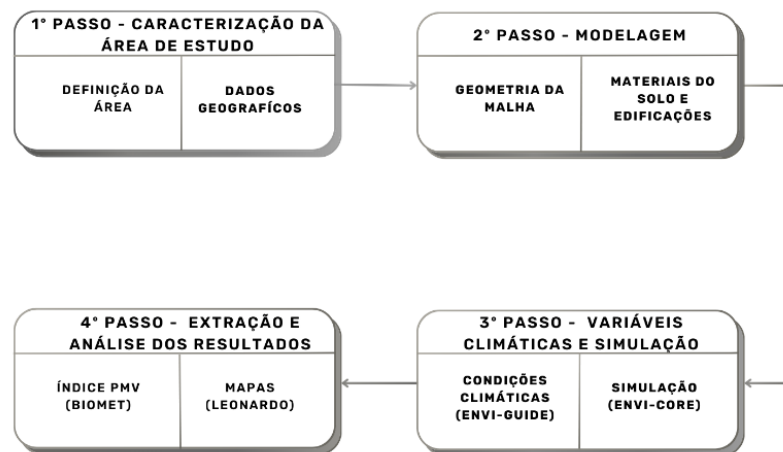 1° PASSO - CARACTERIZAÇÃO DA
ÁREA DE ESTUDO
DEFINIÇÃO DA
ÁREA
DADOS
GEOGRAFÍCOS
2° PASSO - MODELAGEM
GEOMETRIA DA
MALHA
MATERIAIS DO
SOLO E
EDIFICAÇÕES
3° PASSO - VARIÁVEIS
CLIMÁTICAS E SIMULAÇÃO
CONDIÇÕES
CLIMÁTICAS
(ENVI-GUIDE)
SIMULAÇÃO
(ENVI-CORE)
4° PASSO - EXTRAÇÃO E
ANÁLISE DOS RESULTADOS
ÍNDICE PMV
(BIOMET)
MAPAS
(LEONARDO)